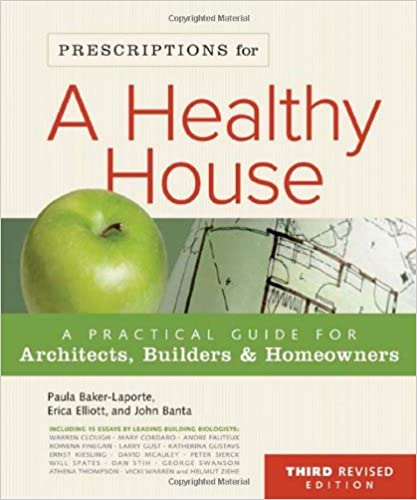 Copyrighted Material
PRESCRIPTIONS for
A Healthy
House
A PRACTICAL GUIDE FOR
Architects, Builders & Homeowners
Paula Baker-Laporte,
Erica Elliott, and John Banta
INCLUDING 15 ESSAYS BY LEADING BUILDING BIOLOGISTS:
WARREN CLOUGH · MARY CORDARO · ANDRE FAUTEUX
ROWENA FINEGAN · LARRY GUST · KATHERINA GUSTAVS
ERNST KIESLING · DAVID MCAULEY · PETER SIERCK
WILL SPATES · DAN STIH · GEORGE SWANSON
ATHENA THOMPSON · VICKI WARREN and HELMUT ZIEHE
THIRD REVISED
EDITION
Copyrighted Material